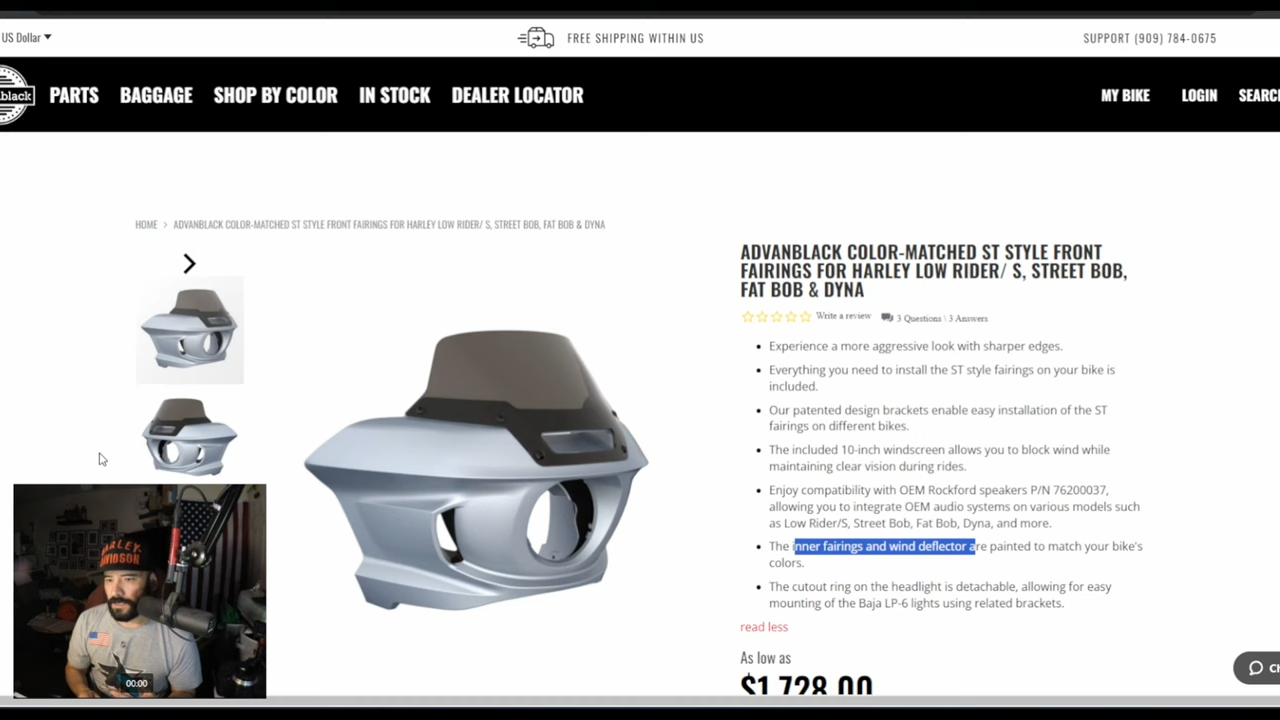 US Dollar
FREE SHIPPING WITHIN US
SUPPORT (909) 784-0675
black
PARTS
BAGGAGE
SHOP BY COLOR
IN STOCK
DEALER LOCATOR
MY BIKE
LOGIN
HOME > ADVANBLACK COLOR-MATCHED ST STYLE FRONT FAIRINGS FOR HARLEY LOW RIDER/ S, STREET BOB, FAT BOB & DYNA
ADVANBLACK COLOR-MATCHED ST STYLE FRONT
FAIRINGS FOR HARLEY LOW RIDER/ S, STREET BOB,
FAT BOB & DYNA
Write a review
3 Questions \ 3 Answers
• Experience a more aggressive look with sharper edges.
• Everything you need to install the ST style fairings on your bike is
included.
• Our patented design brackets enable easy installation of the ST
fairings on different bikes.
• The included 10-inch windscreen allows you to block wind while
maintaining clear vision during rides.
• Enjoy compatibility with OEM Rockford speakers P/N 76200037,
allowing you to integrate OEM audio systems on various models such
as Low Rider/S, Street Bob, Fat Bob, Dyna, and more.
• The inner fairings and wind deflector are painted to match your bike's
colors.
• The cutout ring on the headlight is detachable, allowing for easy
mounting of the Baja LP-6 lights using related brackets.
read less
As low as
$1,728.00
HARLEY
DAVIDSON
00:00